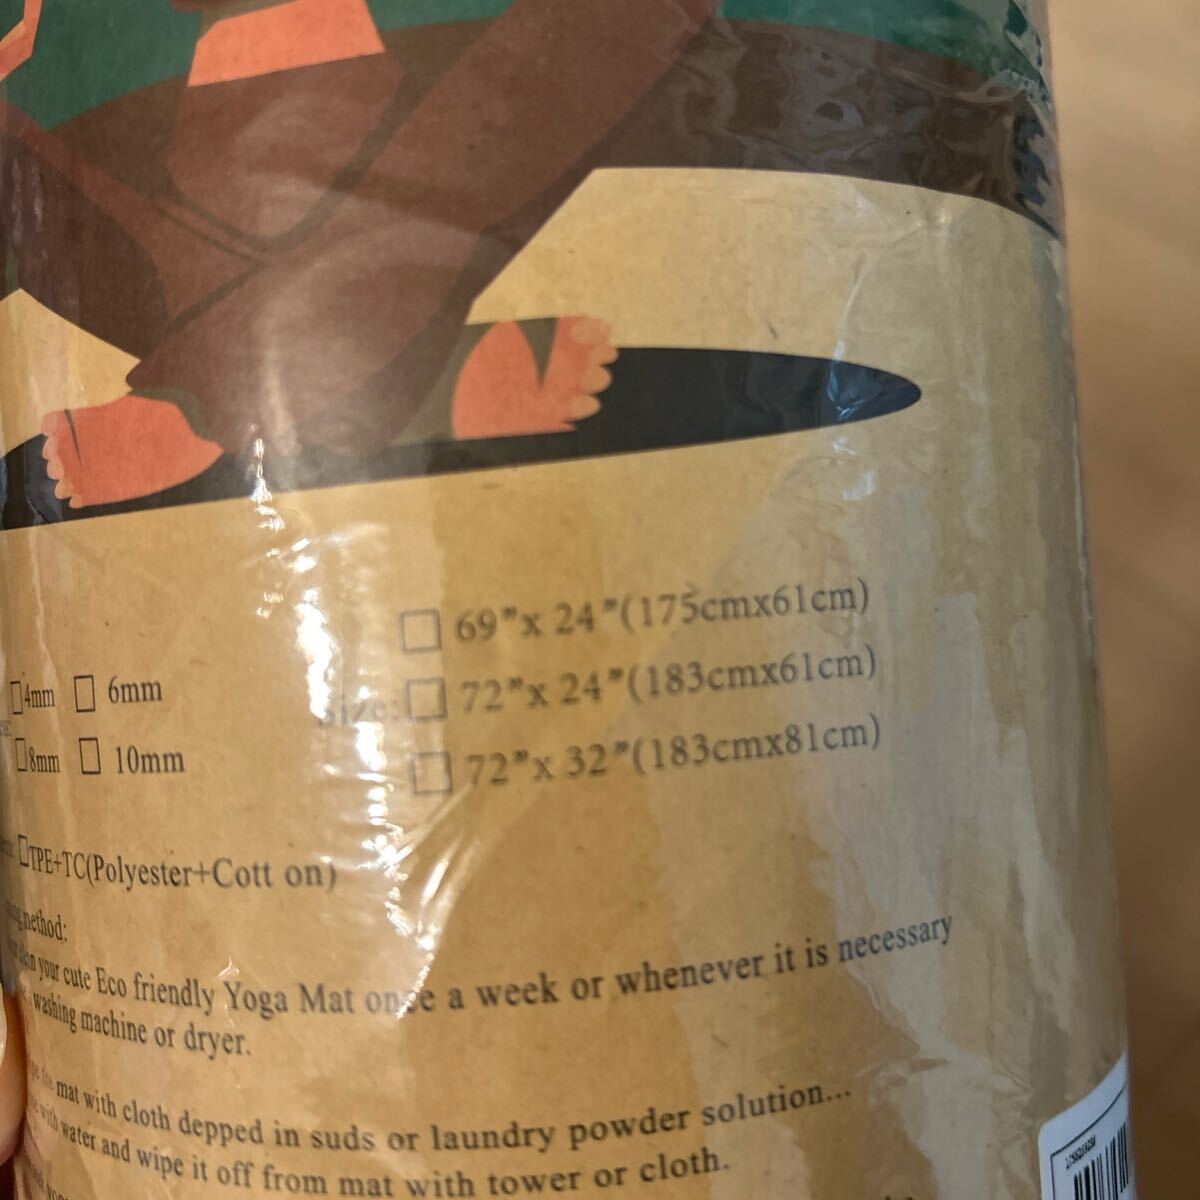 69”x 24”(175cmx61cm)
4mm 6mm
Size: 72”x 24”(183cmx61cm)
8mm 10mm
72”x 32”(183cmx81cm)
TPE+TC(Polyester+Cott on)
method:
your cute Eco friendly Yoga Mat once a week or whenever it is necessary
washing machine or dryer.
the mat with cloth depped in suds or laundry powder solution...
with water and wipe it off from mat with tower or cloth.